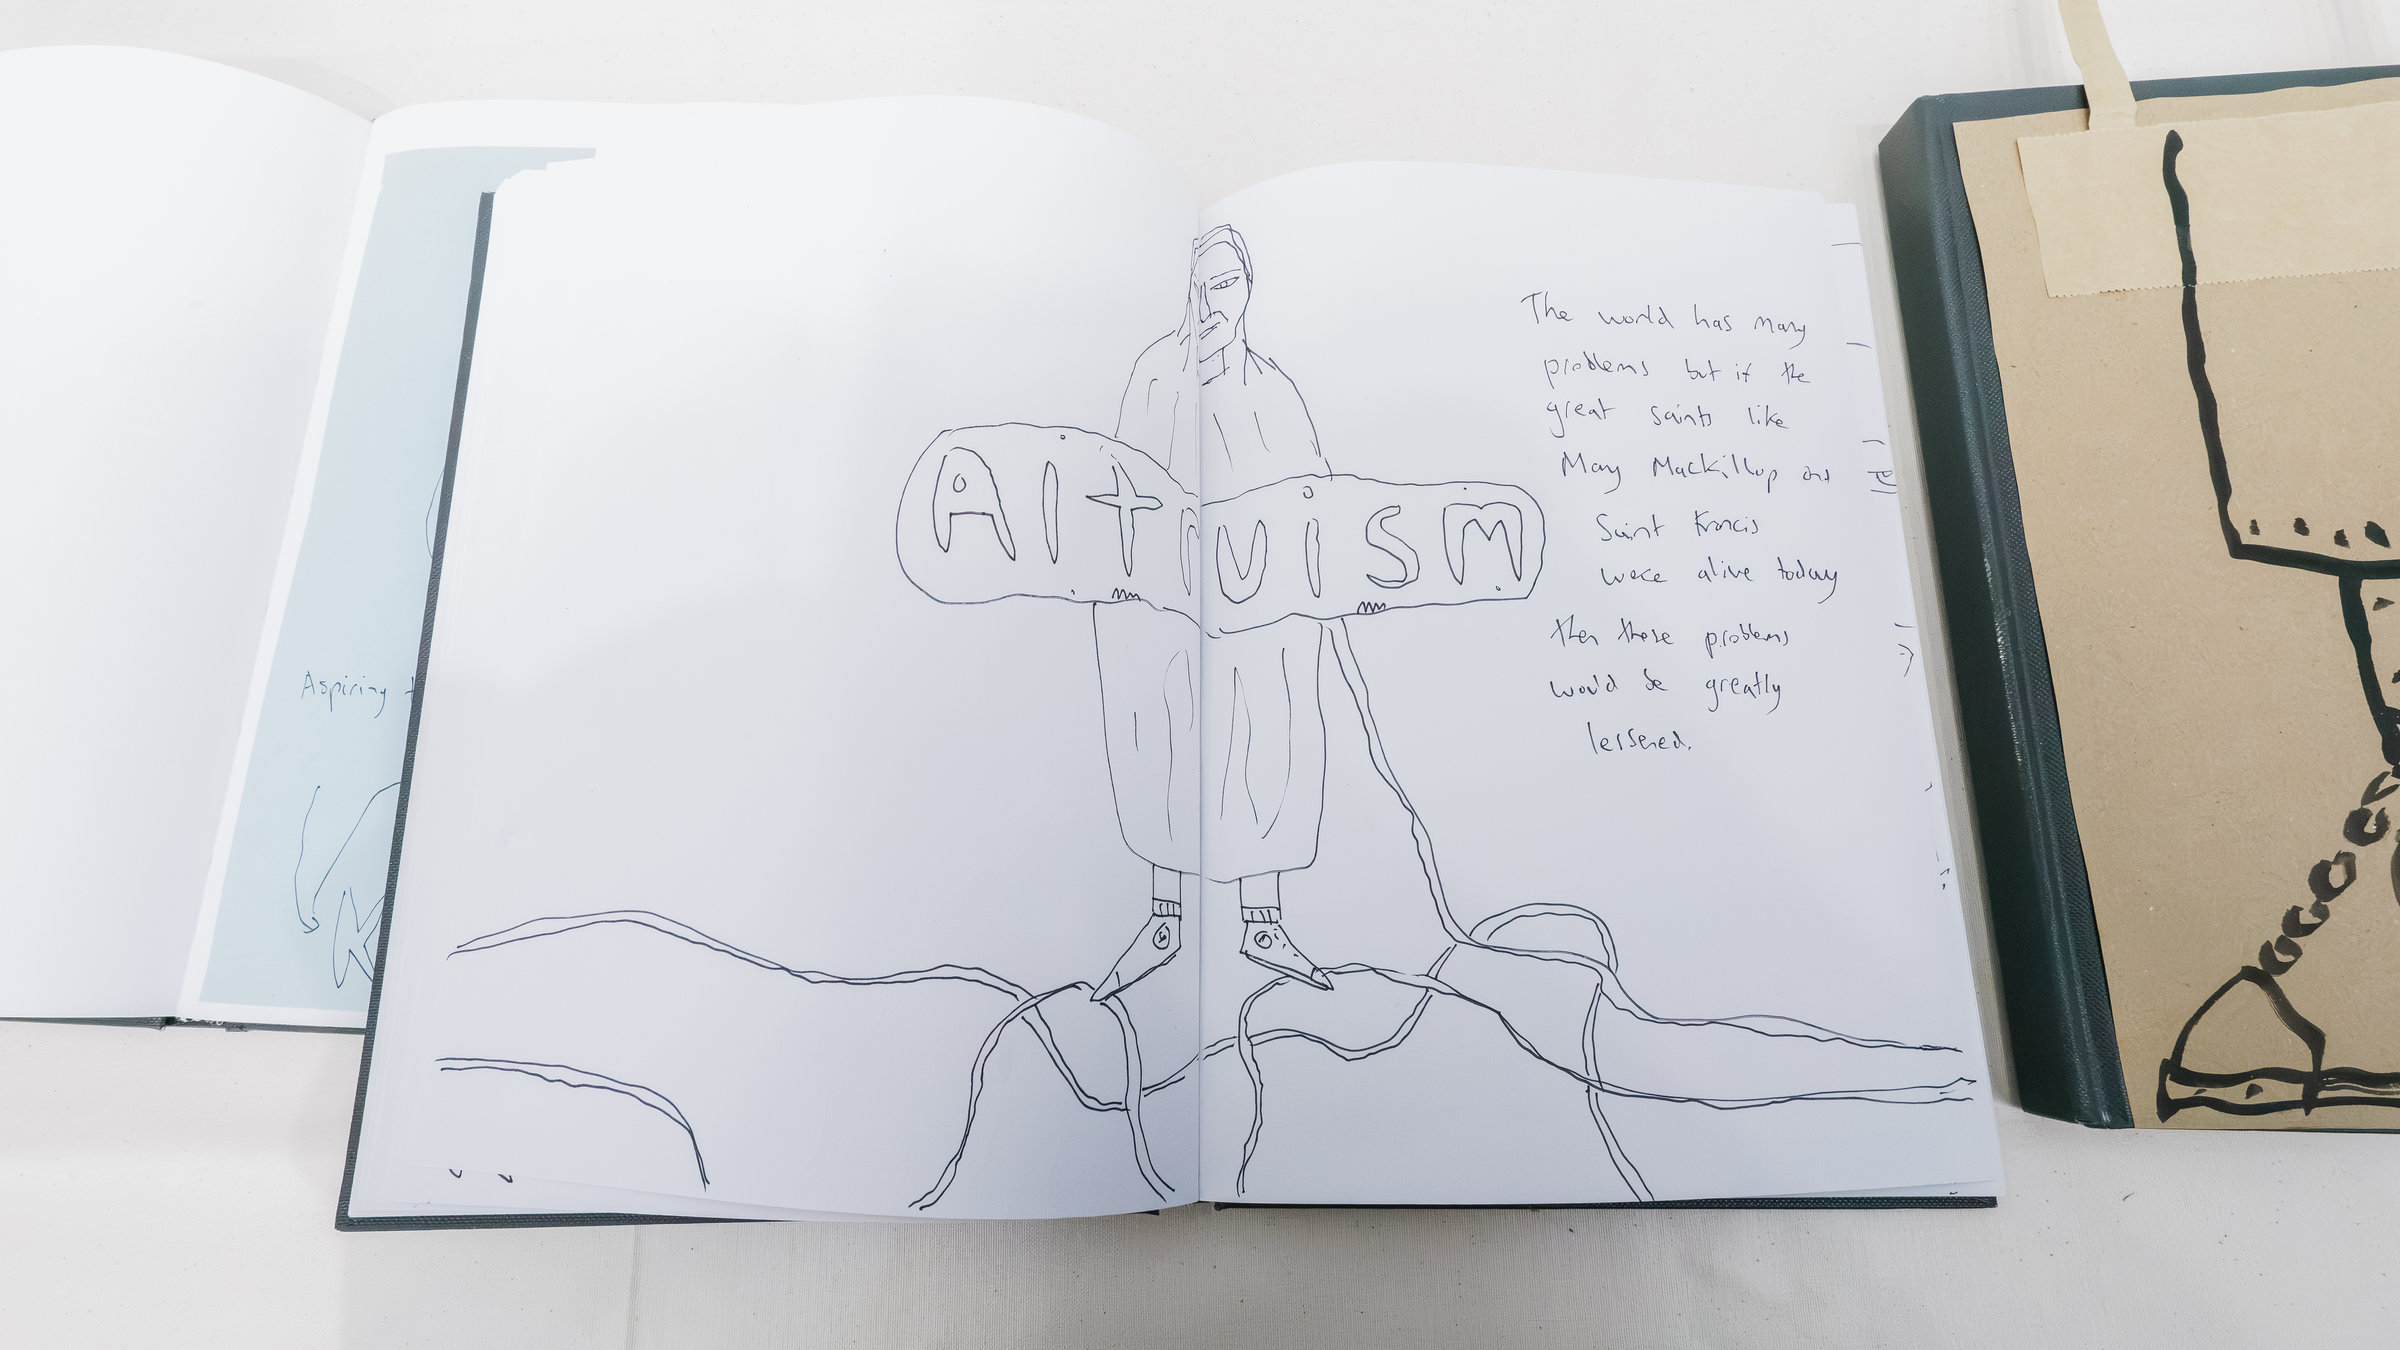 Aspiring
Altruism
The world has many
problems but if the
great saints like
Mary Mackillop and
Saint Francis
were alive today
then these problems
would be greatly
lessened.